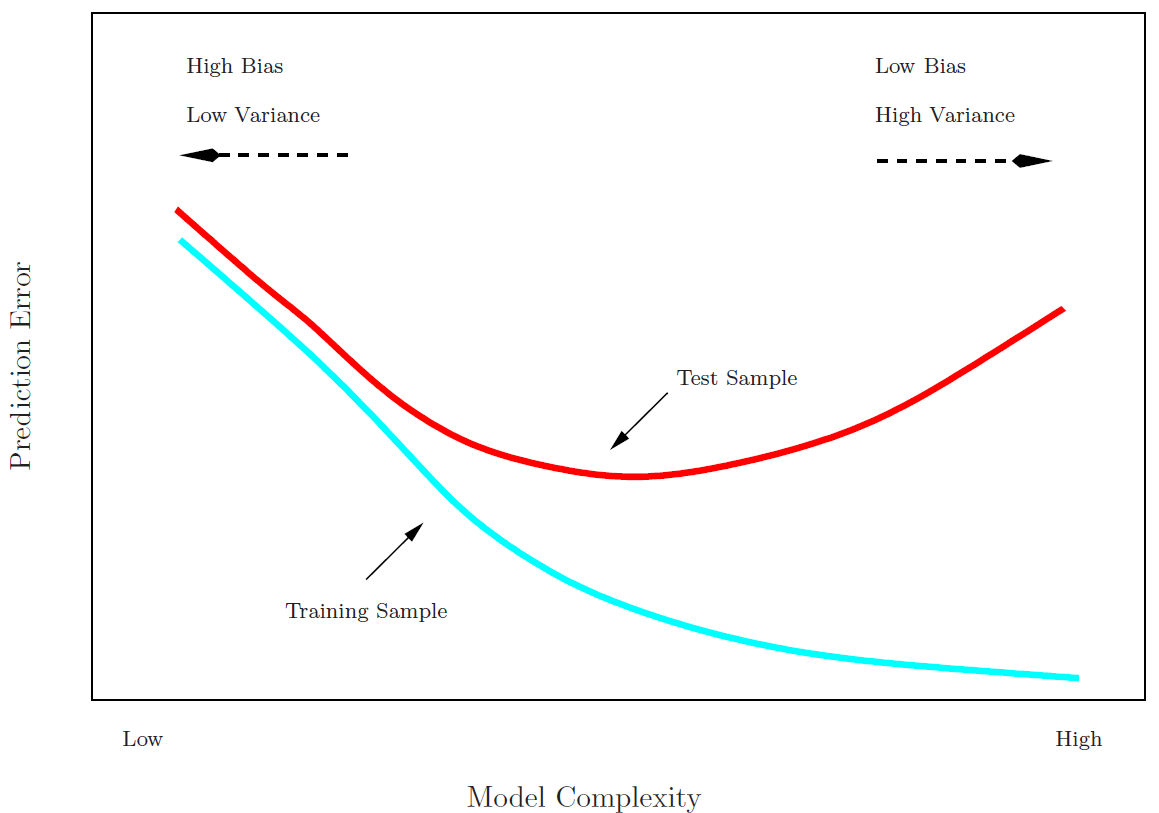 High Bias
Low Variance
Low Bias
High Variance
Prediction Error
Test Sample
Training Sample
Low
High
Model Complexity